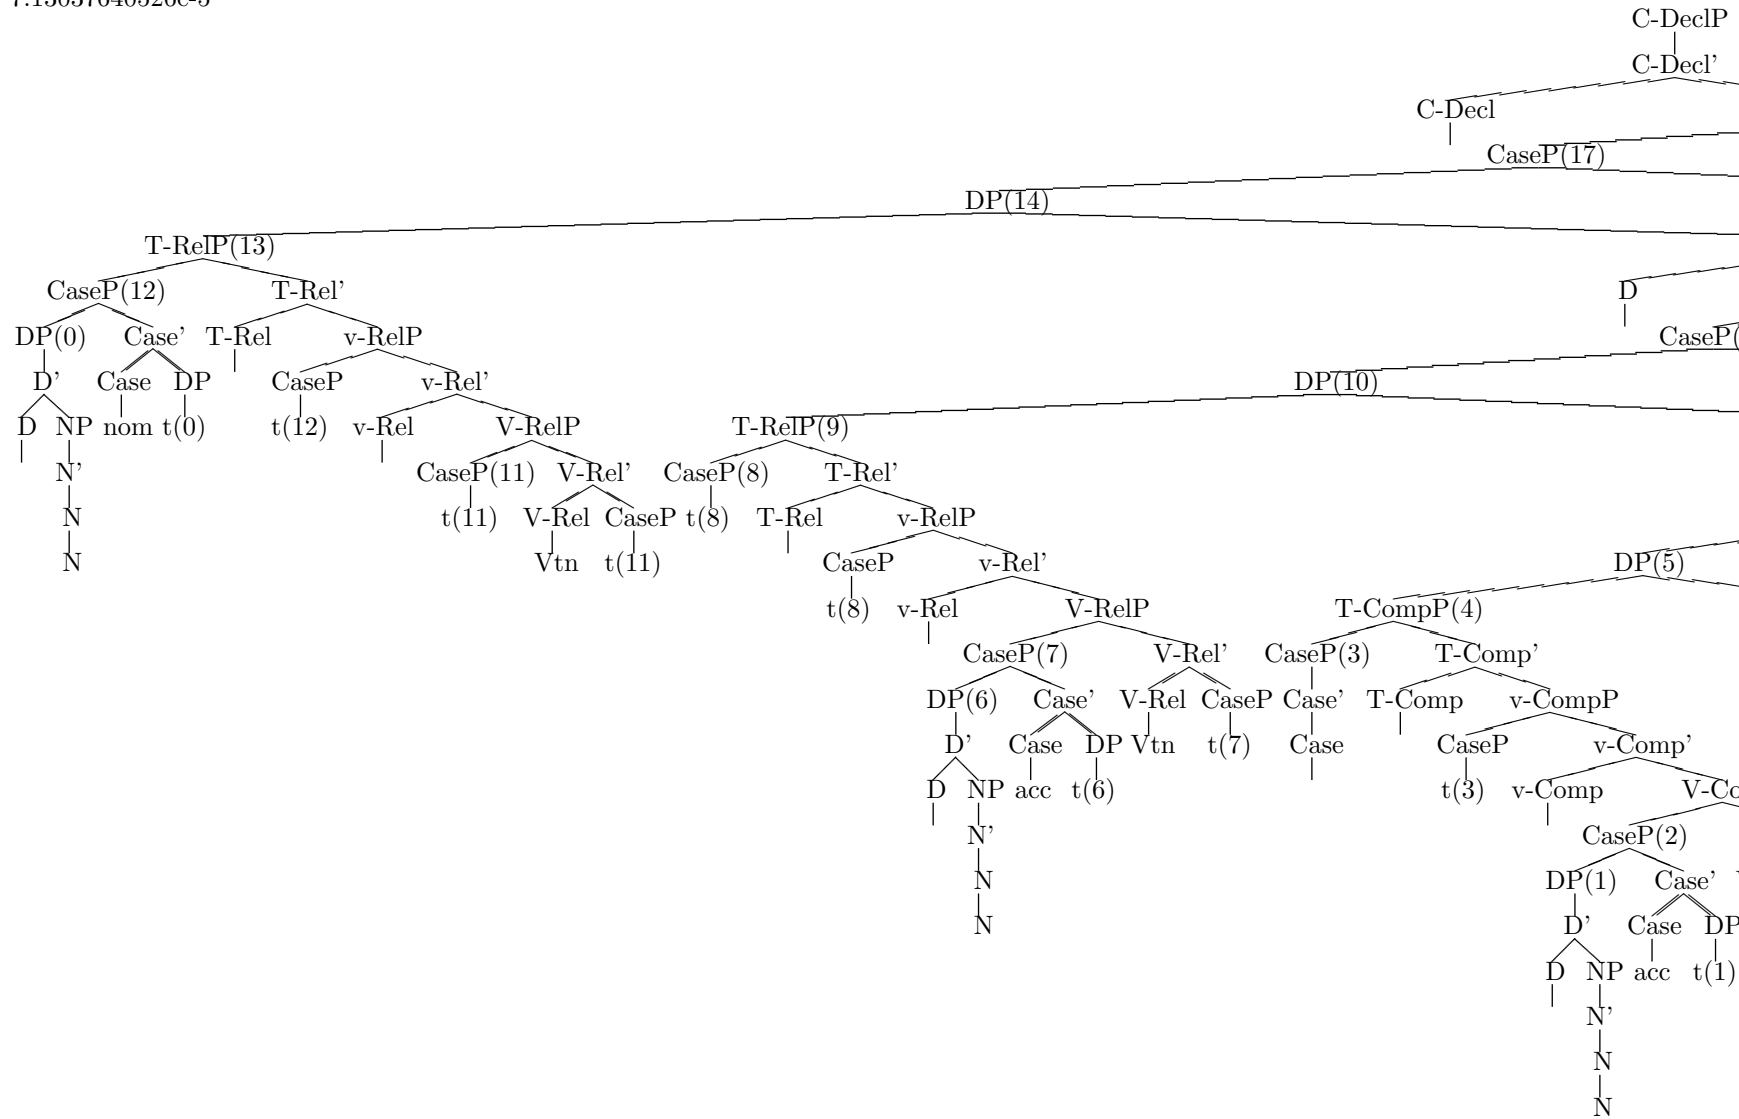 C-DeclP
C-Decl’
C-Decl
CaseP(17)
DP(14)
T-RelP(13)
CaseP(12) T-Rel’ D
DP(0) Case’ T-Rel v-RelP CaseP(
D’ Case DP CaseP v-Rel’ DP(10)
D NP nom t(0) t(12) v-Rel V-RelP T-RelP(9)
N’ CaseP(11) V-Rel’ CaseP(8) T-Rel’
N t(11) V-Rel CaseP t(8) T-Rel v-RelP
N Vtn t(11) CaseP v-Rel’ DP(5)
t(8) v-Rel V-RelP T-CompP(4)
CaseP(7) V-Rel’ CaseP(3) T-Comp’
DP(6) Case’ V-Rel CaseP Case’ T-Comp v-CompP
D’ Case DP Vtn t(7) Case CaseP v-Comp’
D NP acc t(6) t(3) v-Comp V-Co
N’ CaseP(2)
N DP(1) Case’
N D’ Case DP
D NP acc t(1)
N’
N
N